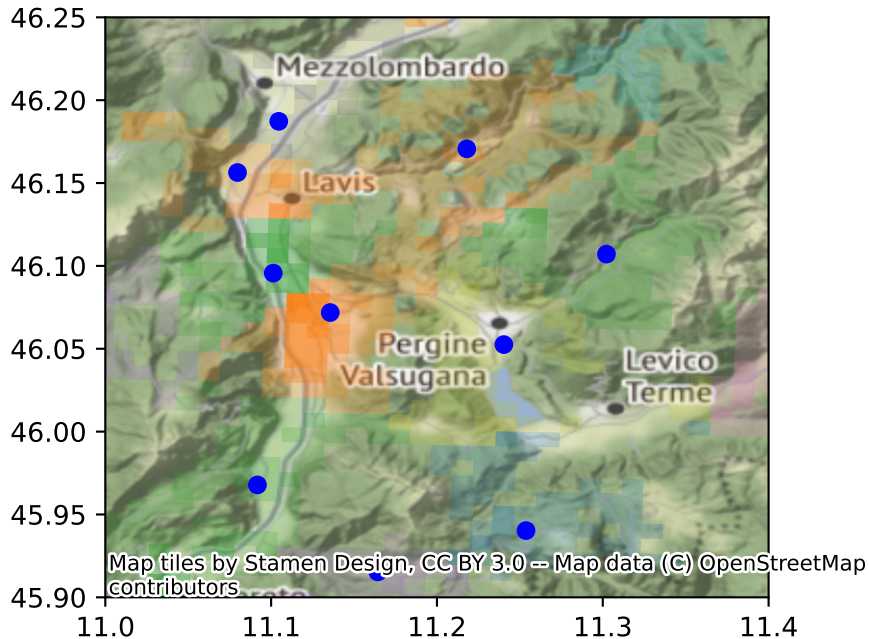 46.25
Mezzolombardo
46.20
46.15
Lavis
46.10
46.05
Pergine
Valsugana
Levico
Terme
46.00
45.95
Map tiles by Stamen Design, CC BY 3.0 -- Map data (C) OpenStreetMap
contributors
45.90
11.0 11.1 11.2 11.3 11.4